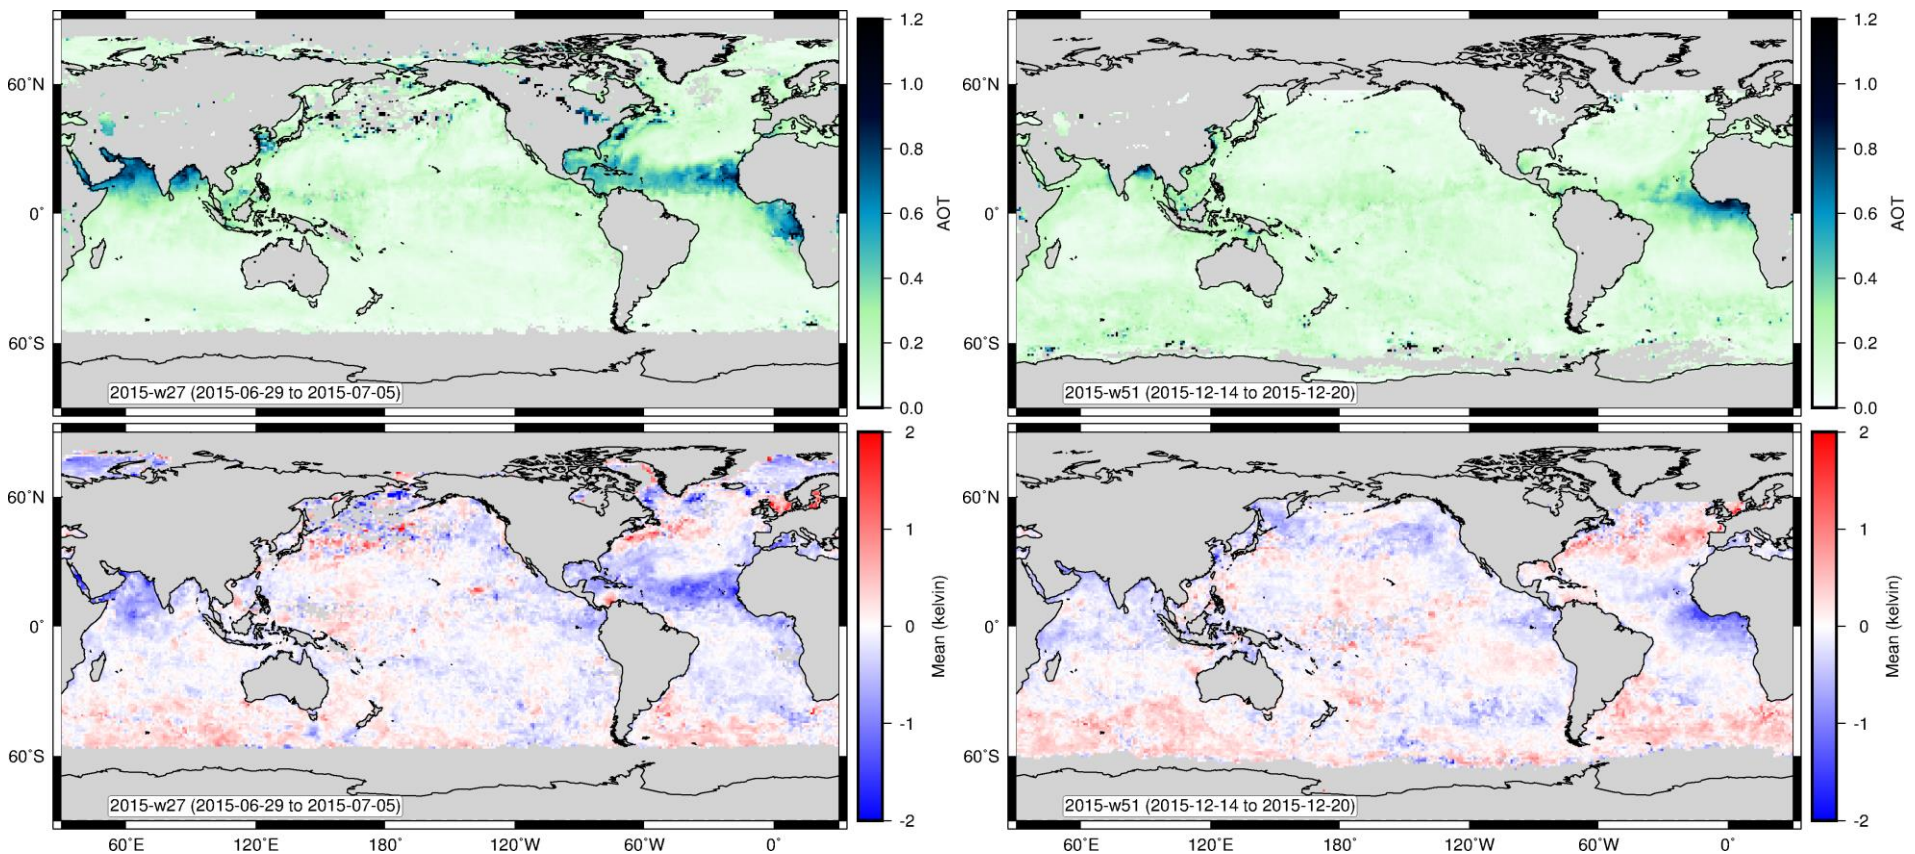 1.2
1.0
60°N
0.8
0.6
AOT
0°
0.4
60°S
0.2
2015-w27 (2015-06-29 to 2015-07-05)
0.0
1.2
1.0
60°N
0.8
0.6
AOT
0°
0.4
60°S
0.2
2015-w51 (2015-12-14 to 2015-12-20)
0.0
2
60°N
1
0°
0
Mean (kelvin)
-1
60°S
2015-w27 (2015-06-29 to 2015-07-05)
-2
60°E 120°E 180° 120°W 60°W 0°
2
60°N
1
0°
0
Mean (kelvin)
-1
60°S
2015-w51 (2015-12-14 to 2015-12-20)
-2
60°E 120°E 180° 120°W 60°W 0°